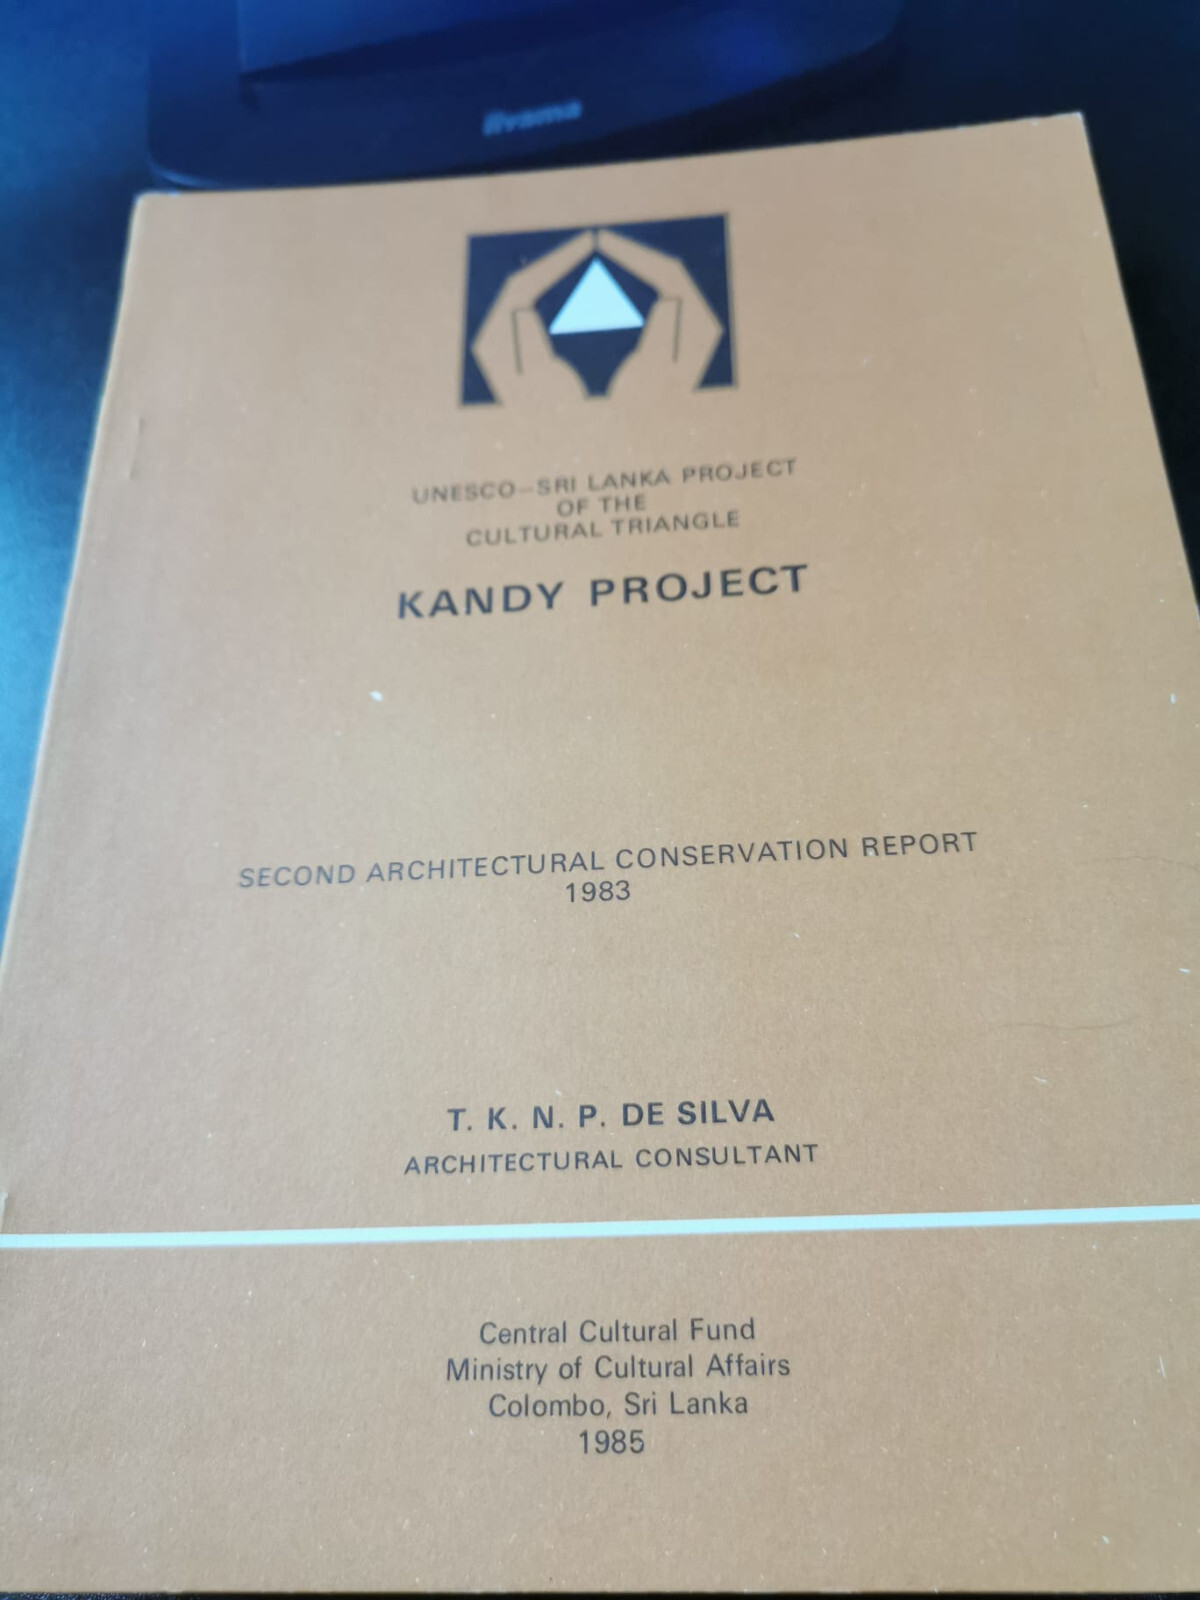 iiyama
UNESCO–SRI LANKA PROJECT
OF THE
CULTURAL TRIANGLE
KANDY PROJECT
SECOND ARCHITECTURAL CONSERVATION REPORT
1983
T. K. N. P. DE SILVA
ARCHITECTURAL CONSULTANT
Central Cultural Fund
Ministry of Cultural Affairs
Colombo, Sri Lanka
1985